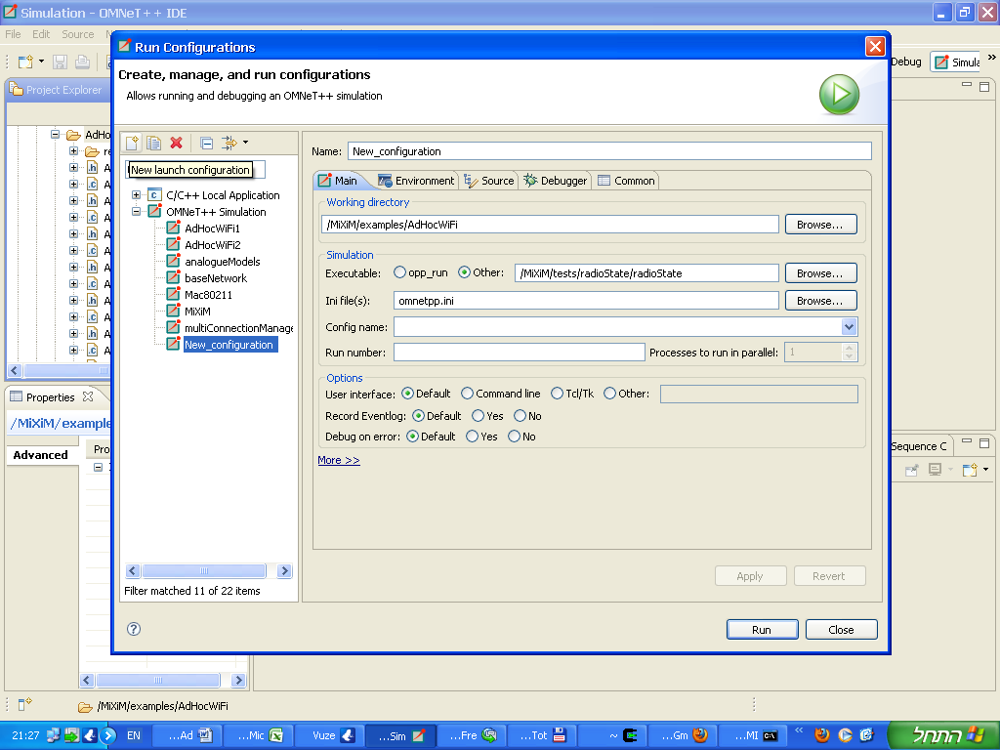 Simulation - OMNeT++ IDE
File Edit Source
Run Configurations
Create, manage, and run configurations
Allows running and debugging an OMNeT++ simulation
Debug
Simula
Project Explorer
AdHo
New launch configuration
C/C++ Local Application
OMNeT++ Simulation
AdHocWiFi1
AdHocWiFi2
analogueModels
baseNetwork
Mac80211
MiXiM
multiConnectionManage
New_configuration
Filter matched 11 of 22 items
Name: New_configuration
Main Environment Source Debugger Common
Working directory
/MiXiM/examples/AdHocWiFi Browse...
Simulation
Executable: opp_run Other: /MiXiM/tests/radioState/radioState Browse...
Ini file(s): omnetpp.ini Browse...
Config name:
Run number: Processes to run in parallel: 1
Options
User interface: Default Command line Tcl/Tk Other:
Record Eventlog: Default Yes No
Debug on error: Default Yes No
More >>
Apply Revert
Run Close
Properties
/MiXiM/example
Advanced
Pro
Sequence C
/MiXiM/examples/AdHocWiFi
21:27 EN ...Ad ...Mic Vuze ...Sim ...Fre ...Tot ~ ...Gm ...MI התחל